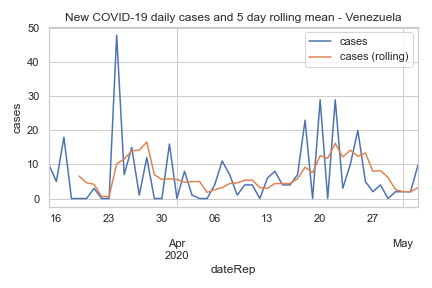 New COVID-19 daily cases and 5 day rolling mean - Venezuela
cases
cases (rolling)
50
40
30
20
10
0
cases
16 23 30 06 13 20 27
Apr May
2020
dateRep